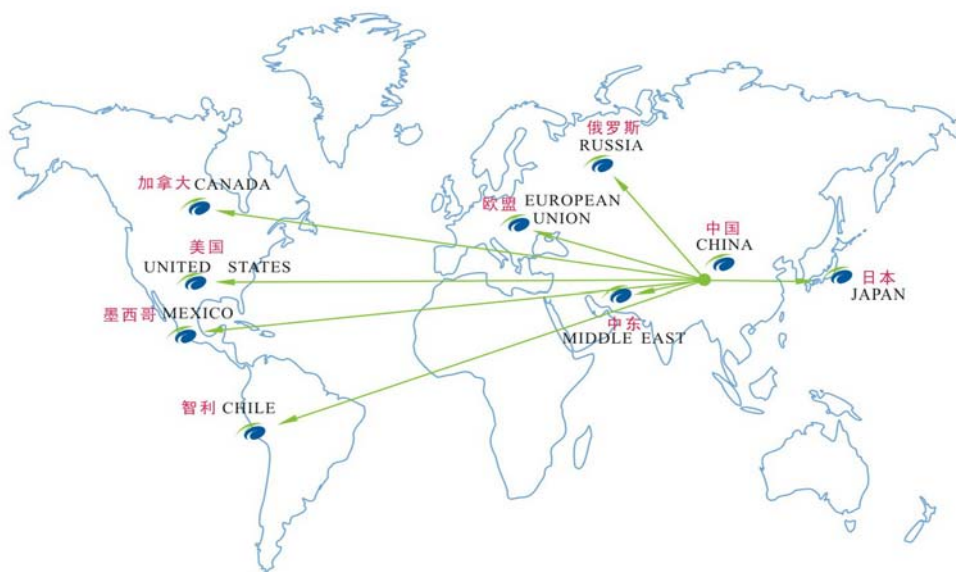 俄罗斯
RUSSIA
加拿大 CANADA
欧盟 EUROPEAN
UNION
中国
CHINA
美国
UNITED STATES
日本
JAPAN
墨西哥 MEXICO
中东
MIDDLE EAST
智利 CHILE